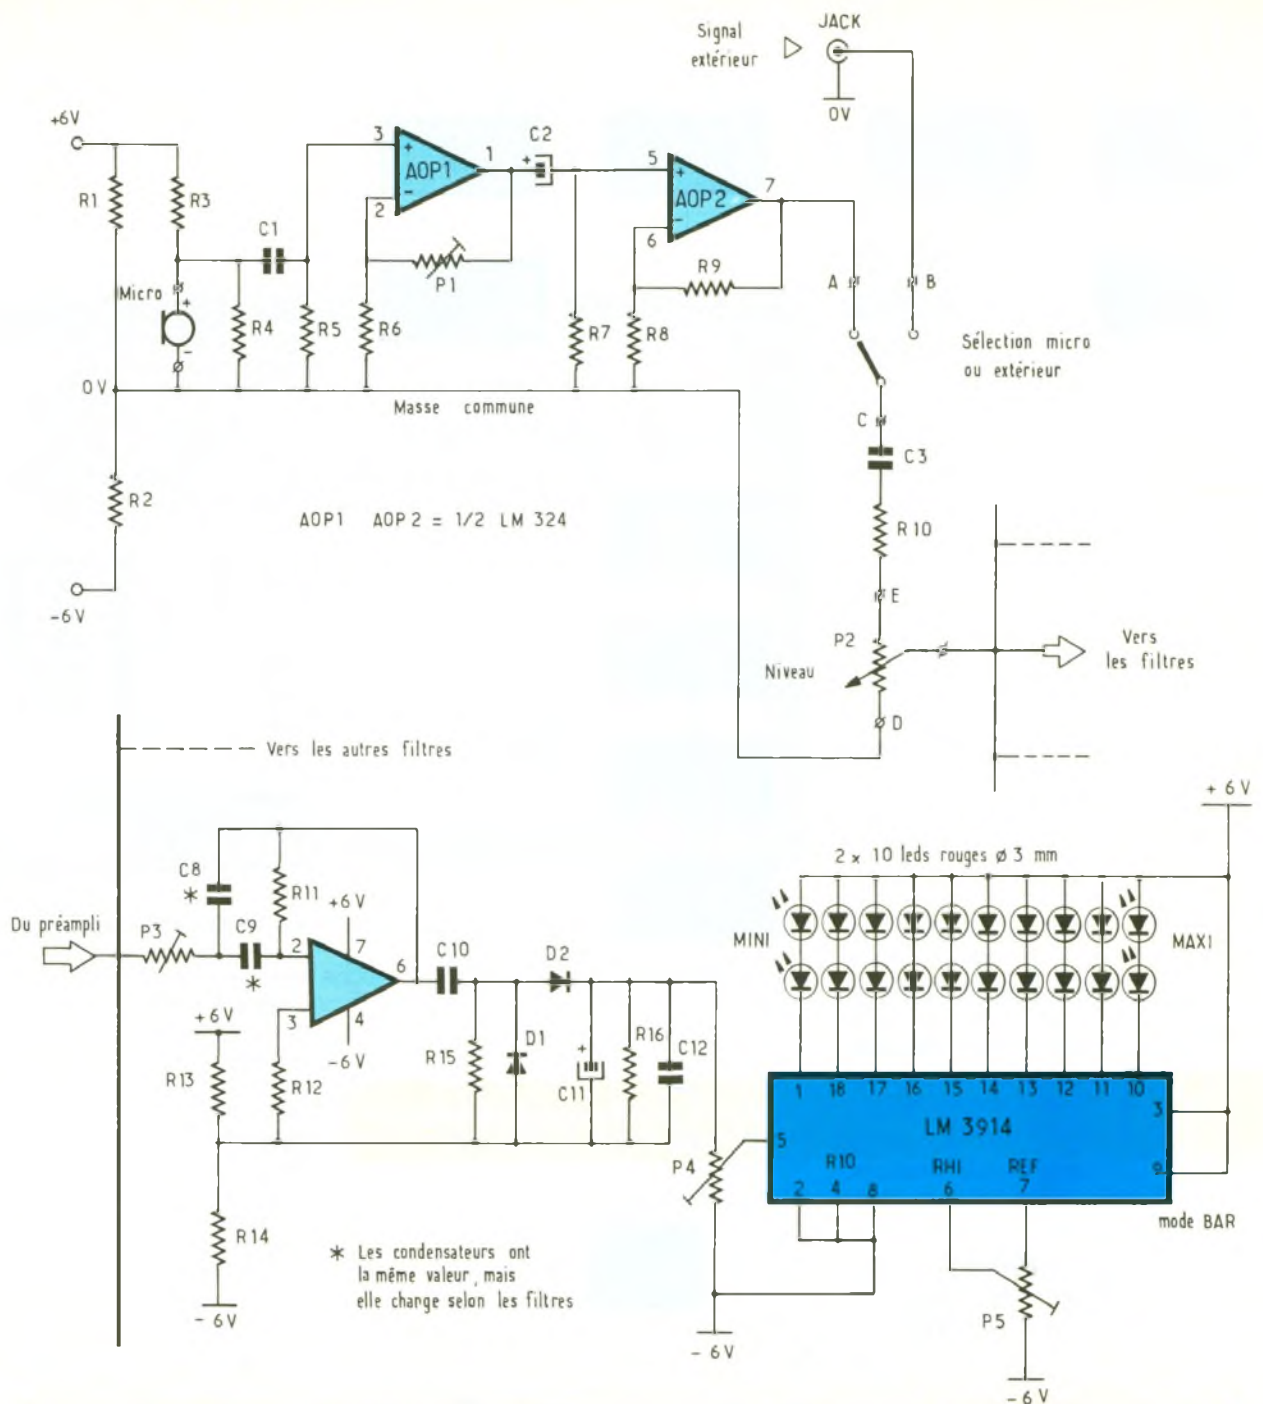 Signal
extérieur
JACK
0V
+6V
R1
R3
C1
3
+
AOP1
-
2
1
C2
+
5
+
AOP2
-
6
7
P1
R9
A
B
Micro
+
-
R4
R5
R6
R7
R8
Sélection micro
ou extérieur
0V
Masse commune
C
C3
R2
AOP1 AOP2 = 1/2 LM 324
R10
-6V
E
P2
Niveau
D
Vers
les filtres
Vers les autres filtres
+6V
2 x 10 leds rouges ø 3 mm
MINI
MAXI
Du préampli
P3
C8
*
C9
*
R11
+6V
2
7
6
3
4
-6V
C10
D2
+6V
R13
R12
R15
D1
+
C11
R16
C12
R14
-6V
* Les condensateurs ont
la même valeur, mais
elle charge selon les filtres
P4
-6V
1 18 17 16 15 14 13 12 11 10
LM 3914
5
3
9
R10
RHI
REF
2 4 8 6 7
mode BAR
P5
-6V